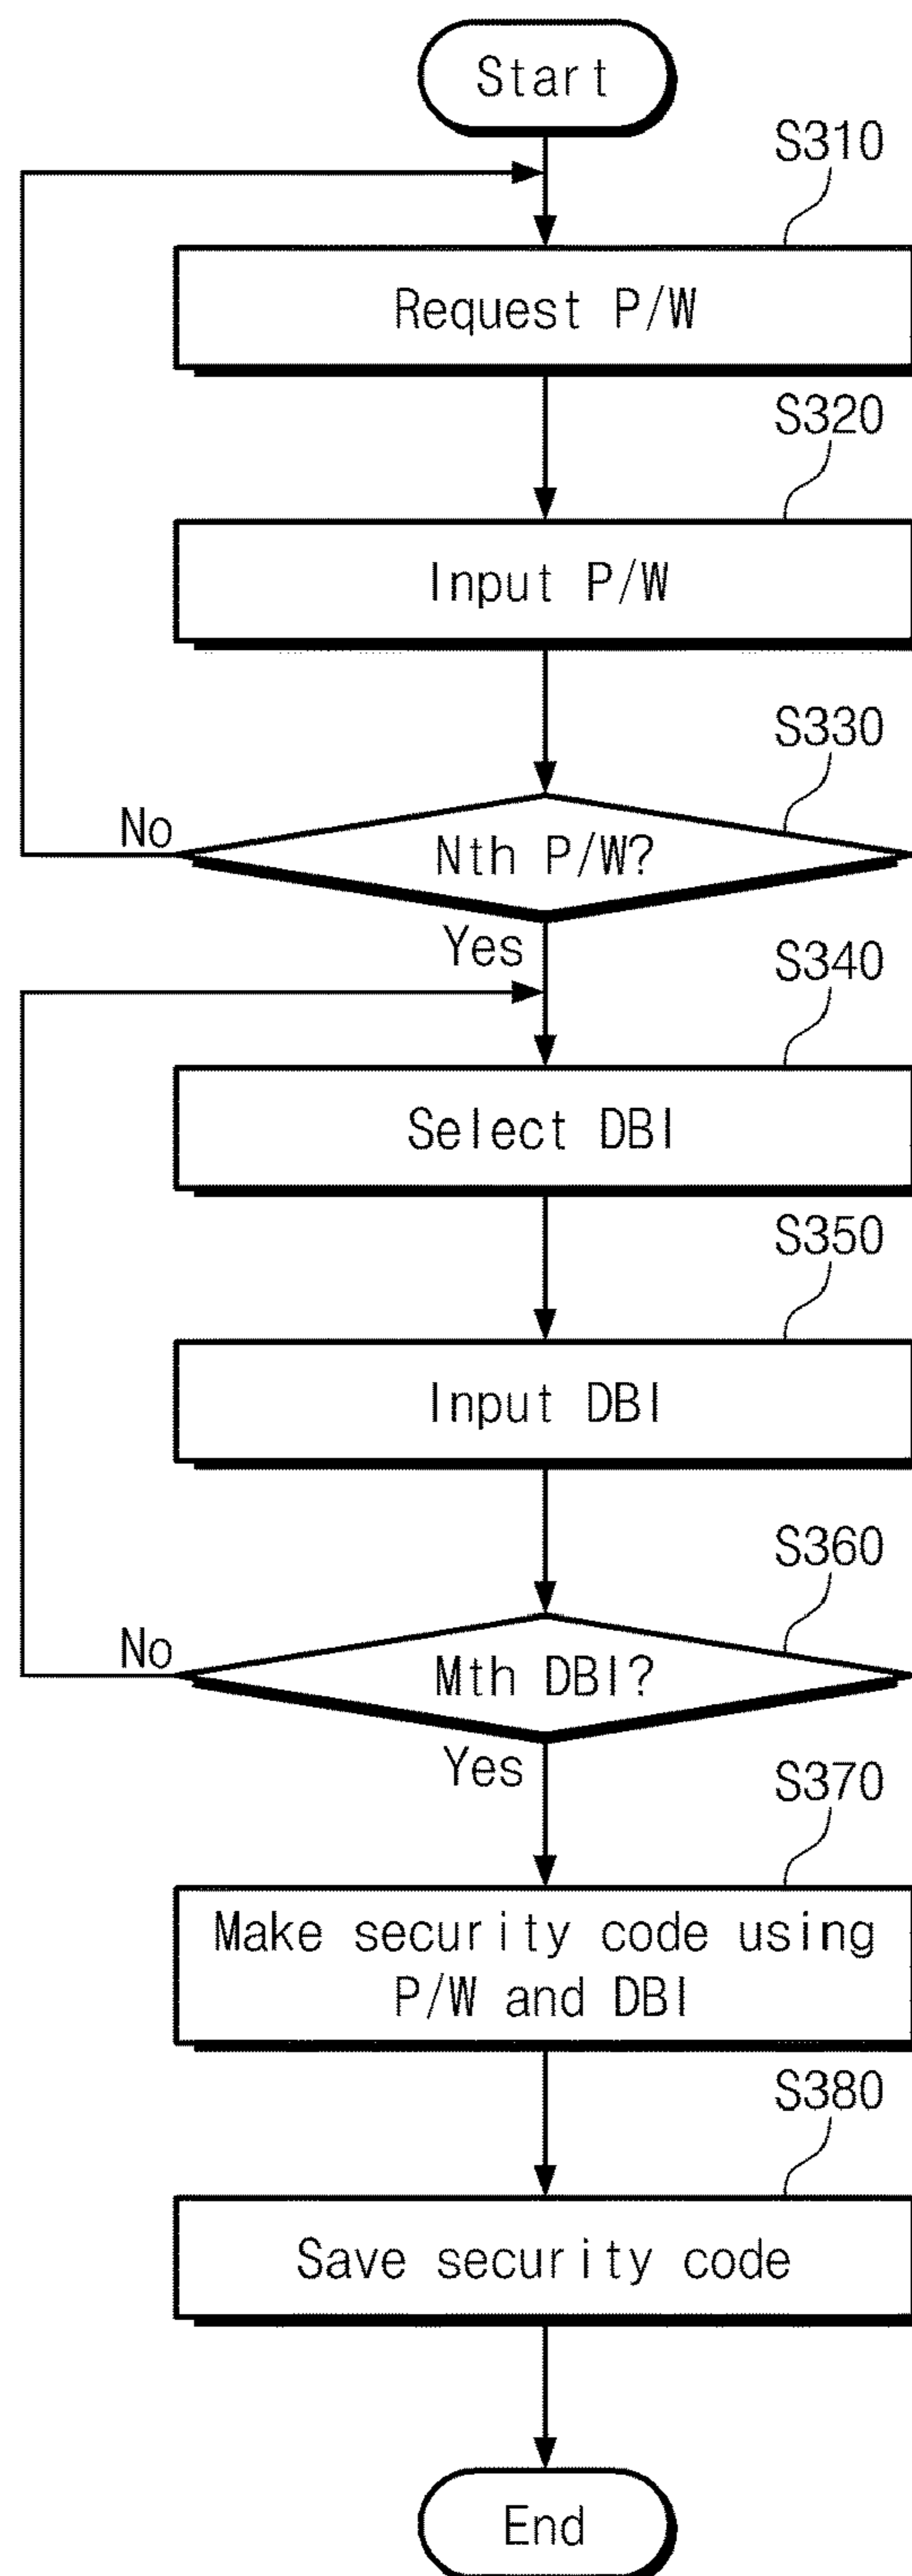 Start
S310
Request P/W
S320
Input P/W
S330
No
Nth P/W?
Yes
S340
Select DBI
S350
Input DBI
S360
No
Mth DBI?
Yes
S370
Make security code using
P/W and DBI
S380
Save security code
End